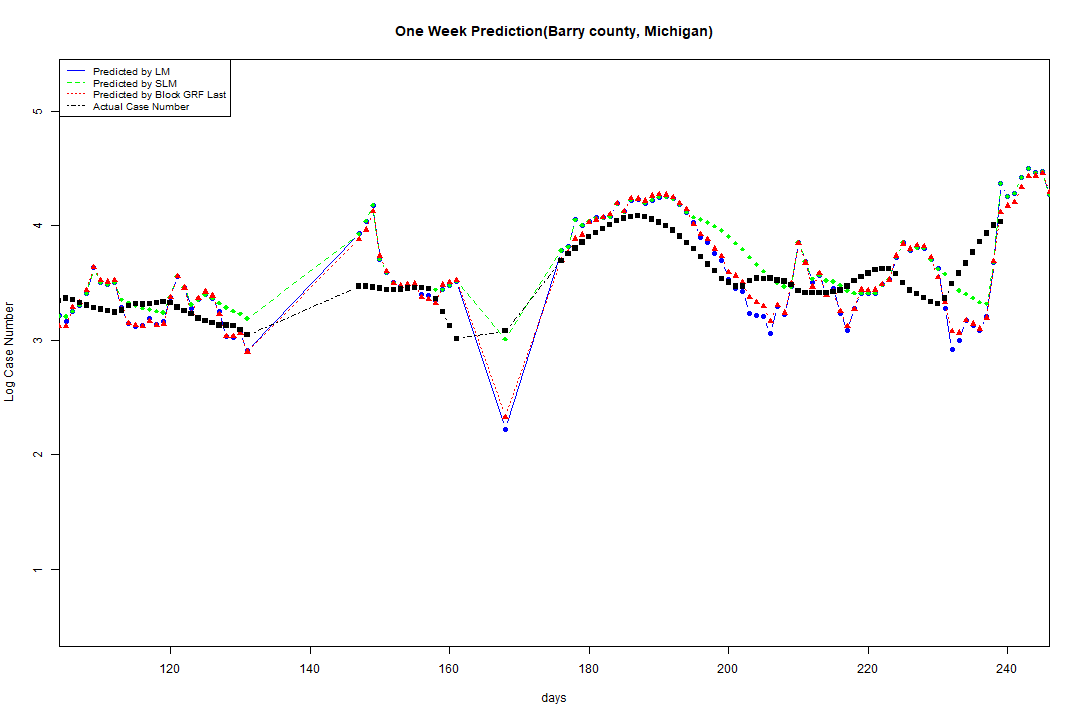 One Week Prediction(Barry county, Michigan)
Predicted by LM
Predicted by SLM
Predicted by Block GRF Last
Actual Case Number
5
4
3
2
1
Log Case Number
120 140 160 180 200 220 240
days